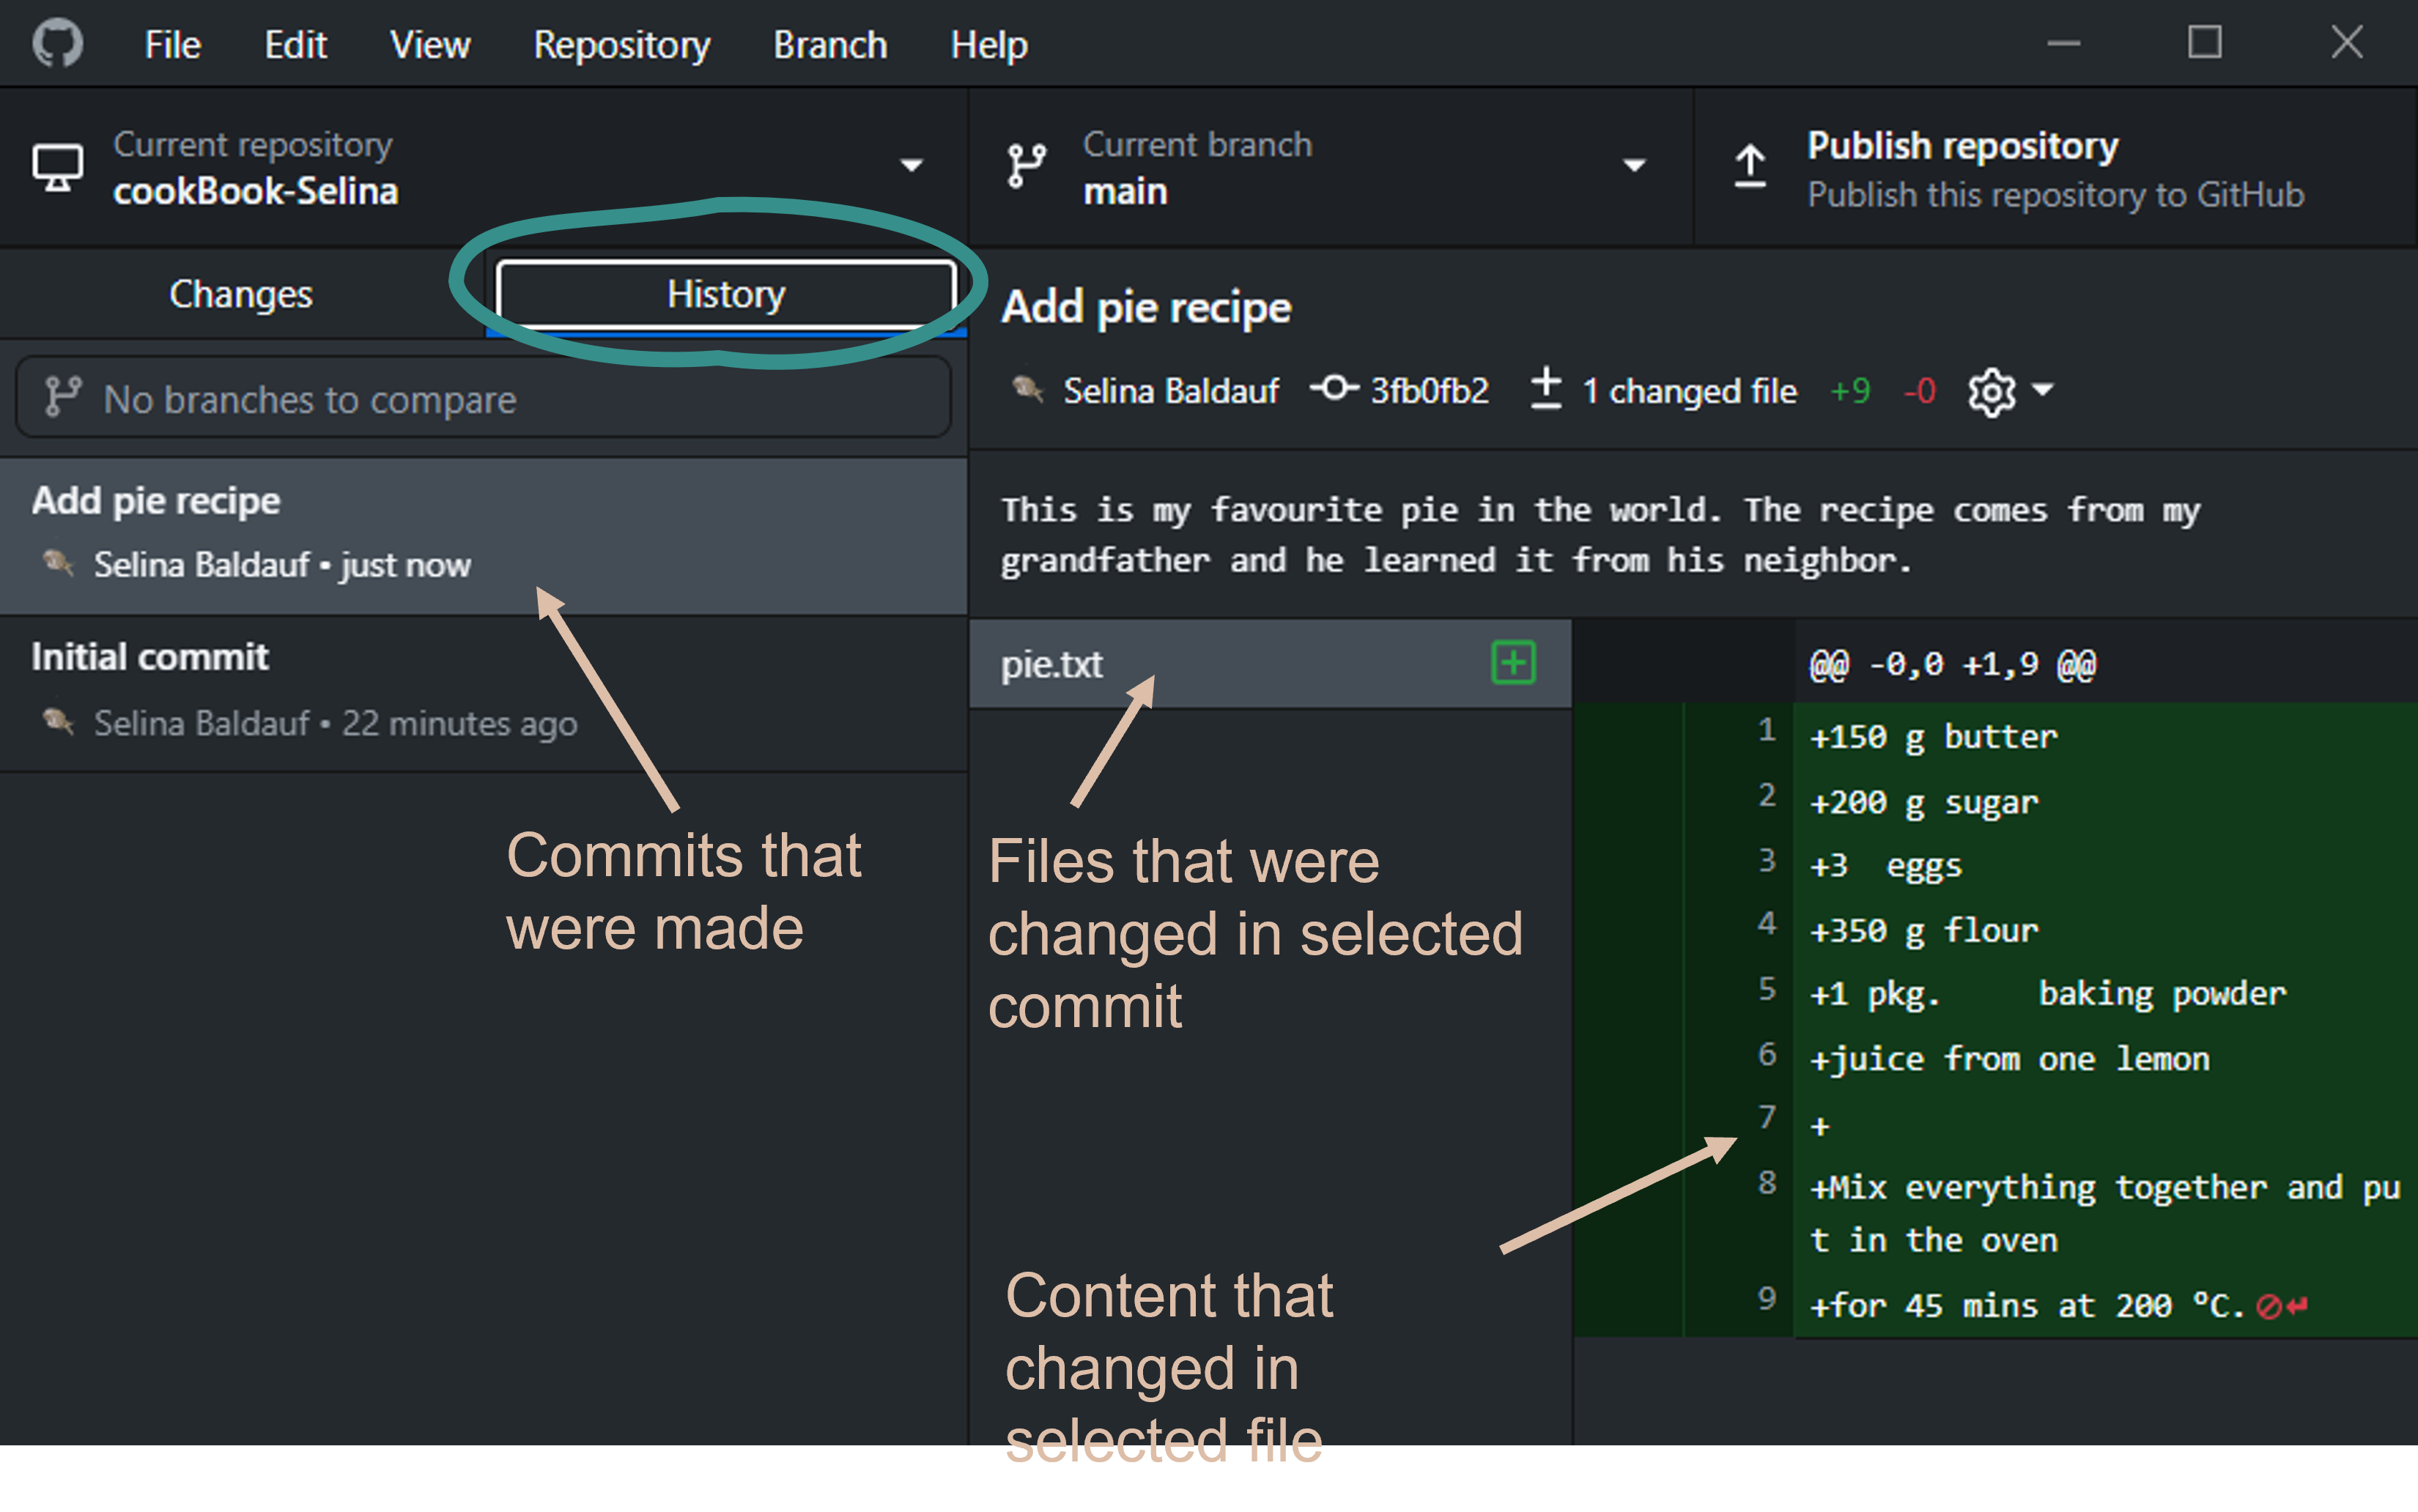 File Edit View Repository Branch Help
Current repository
cookBook-Selina
Current branch
main
Publish repository
Publish this repository to GitHub
Changes
History
No branches to compare
Add pie recipe
Selina Baldauf • just now
Initial commit
Selina Baldauf • 22 minutes ago
Commits that
were made
Add pie recipe
Selina Baldauf 3fb0fb2 1 changed file +9 -0
This is my favourite pie in the world. The recipe comes from my
grandfather and he learned it from his neighbor.
pie.txt
Files that were
changed in selected
commit
Content that
changed in
selected file
@@ -0,0 +1,9 @@
1 +150 g butter
2 +200 g sugar
3 +3  eggs
4 +350 g flour
5 +1 pkg.     baking powder
6 +juice from one lemon
7 +
8 +Mix everything together and pu
t in the oven
9 +for 45 mins at 200 °C.